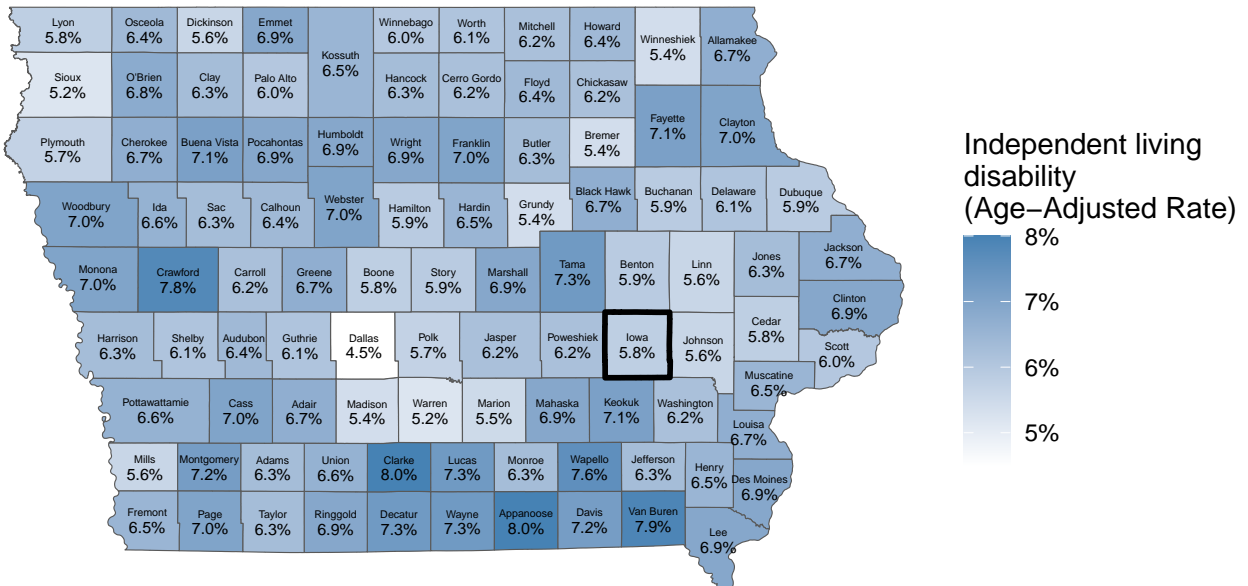 Lyon
5.8%
Osceola
6.4%
Dickinson
5.6%
Emmet
6.9%
Kossuth
6.5%
Winnebago
6.0%
Worth
6.1%
Mitchell
6.2%
Howard
6.4%
Winneshiek
5.4%
Allamakee
6.7%
Sioux
5.2%
O'Brien
6.8%
Clay
6.3%
Palo Alto
6.0%
Hancock
6.3%
Cerro Gordo
6.2%
Floyd
6.4%
Chickasaw
6.2%
Fayette
7.1%
Clayton
7.0%
Plymouth
5.7%
Cherokee
6.7%
Buena Vista
7.1%
Pocahontas
6.9%
Humboldt
6.9%
Wright
6.9%
Franklin
7.0%
Butler
6.3%
Bremer
5.4%
Woodbury
7.0%
Ida
6.6%
Sac
6.3%
Calhoun
6.4%
Webster
7.0%
Hamilton
5.9%
Hardin
6.5%
Grundy
5.4%
Black Hawk
6.7%
Buchanan
5.9%
Delaware
6.1%
Dubuque
5.9%
Monona
7.0%
Crawford
7.8%
Carroll
6.2%
Greene
6.7%
Boone
5.8%
Story
5.9%
Marshall
6.9%
Tama
7.3%
Benton
5.9%
Linn
5.6%
Jones
6.3%
Jackson
6.7%
Clinton
6.9%
Harrison
6.3%
Shelby
6.1%
Audubon
6.4%
Guthrie
6.1%
Dallas
4.5%
Polk
5.7%
Jasper
6.2%
Poweshiek
6.2%
Iowa
5.8%
Johnson
5.6%
Cedar
5.8%
Scott
6.0%
Muscatine
6.5%
Pottawattamie
6.6%
Cass
7.0%
Adair
6.7%
Madison
5.4%
Warren
5.2%
Marion
5.5%
Mahaska
6.9%
Keokuk
7.1%
Washington
6.2%
Louisa
6.7%
Mills
5.6%
Montgomery
7.2%
Adams
6.3%
Union
6.6%
Clarke
8.0%
Lucas
7.3%
Monroe
6.3%
Wapello
7.6%
Jefferson
6.3%
Henry
6.5%
Des Moines
6.9%
Fremont
6.5%
Page
7.0%
Taylor
6.3%
Ringgold
6.9%
Decatur
7.3%
Wayne
7.3%
Appanoose
8.0%
Davis
7.2%
Van Buren
7.9%
Lee
6.9%
Independent living
disability
(Age−Adjusted Rate)
8%
7%
6%
5%